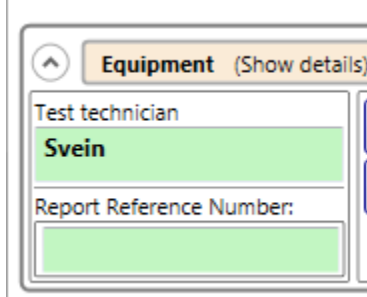 Equipment (Show details)
Test technician
Svein
Report Reference Number: